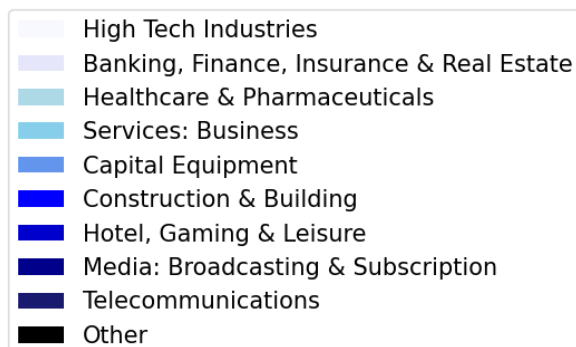 High Tech Industries
Banking, Finance, Insurance & Real Estate
Healthcare & Pharmaceuticals
Services: Business
Capital Equipment
Construction & Building
Hotel, Gaming & Leisure
Media: Broadcasting & Subscription
Telecommunications
Other